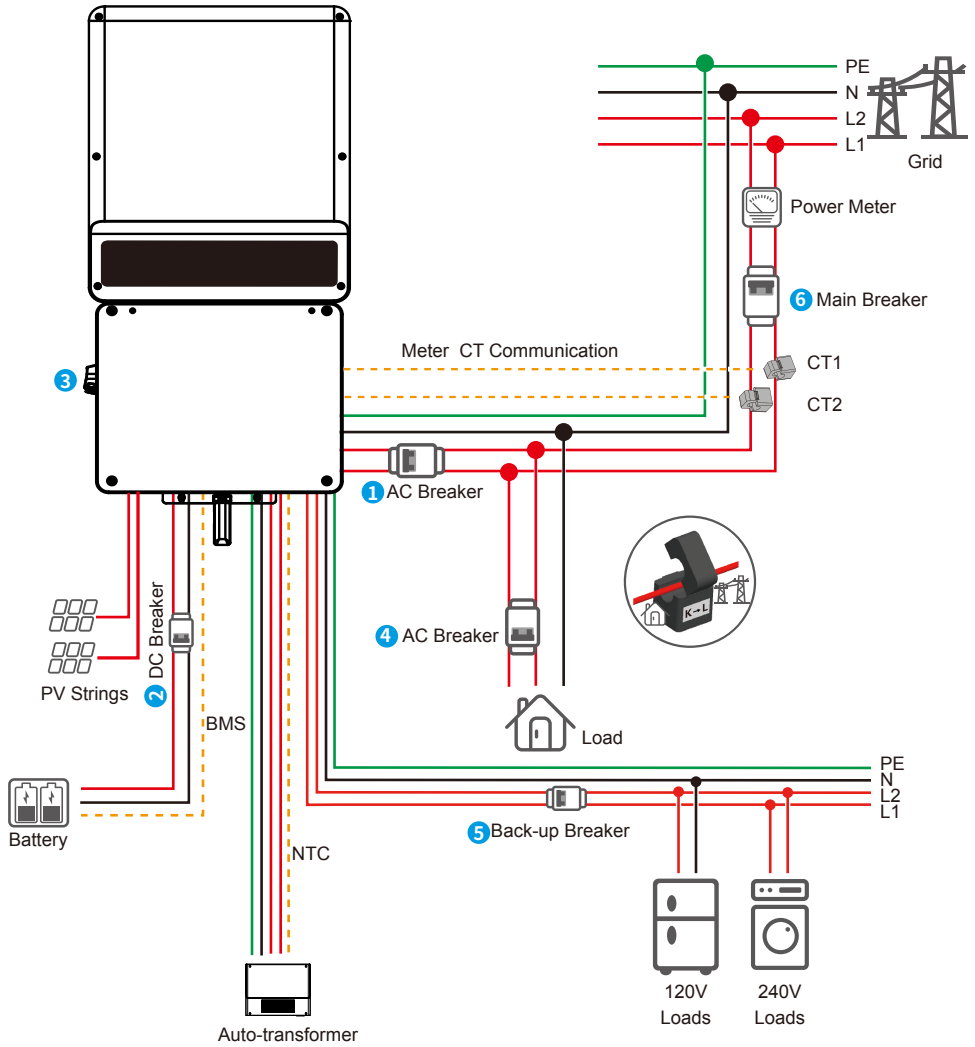 PE
N
L2
L1
Grid
Power Meter
6 Main Breaker
Meter CT Communication
CT1
CT2
3
1 AC Breaker
4 AC Breaker
K→L
2 DC Breaker
PV Strings
BMS
Load
PE
N
L2
L1
5 Back-up Breaker
Battery
NTC
120V
Loads
240V
Loads
Auto-transformer